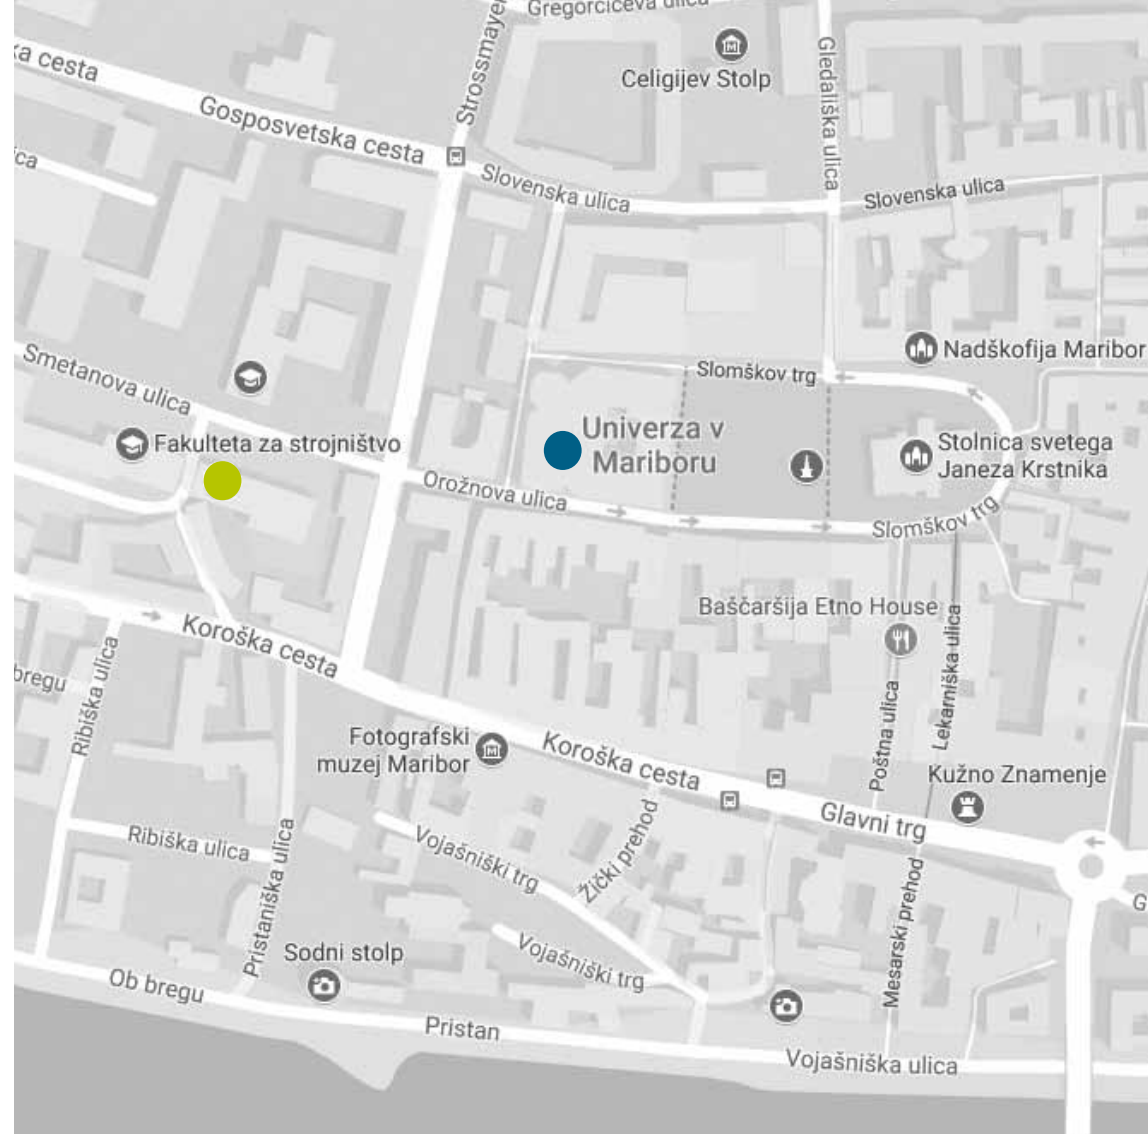 Gregorčičeva ulica
Celigijev Stolp
ka cesta
Gosposvetska cesta
Strossmayer
Gledališka ulica
ica
Slovenska ulica
Slovenska ulica
Nadškofija Maribor
Smetanova ulica
Slomškov trg
Fakulteta za strojništvo
Univerza v
Mariboru
Stolnica svetega
Janeza Krstnika
Orožnova ulica
Slomškov trg
Baščaršija Etno House
Koroška cesta
Ribiška ulica
bregu
Poštna ulica
Lekarniška ulica
Fotografski
muzej Maribor
Koroška cesta
Kužno Znamenje
Glavni trg
Ribiška ulica
Pristaniška ulica
Vojašniški trg
Žički prehod
Mesarski prehod
G
Sodni stolp
Vojašniški trg
Ob bregu
Pristan
Vojašniška ulica